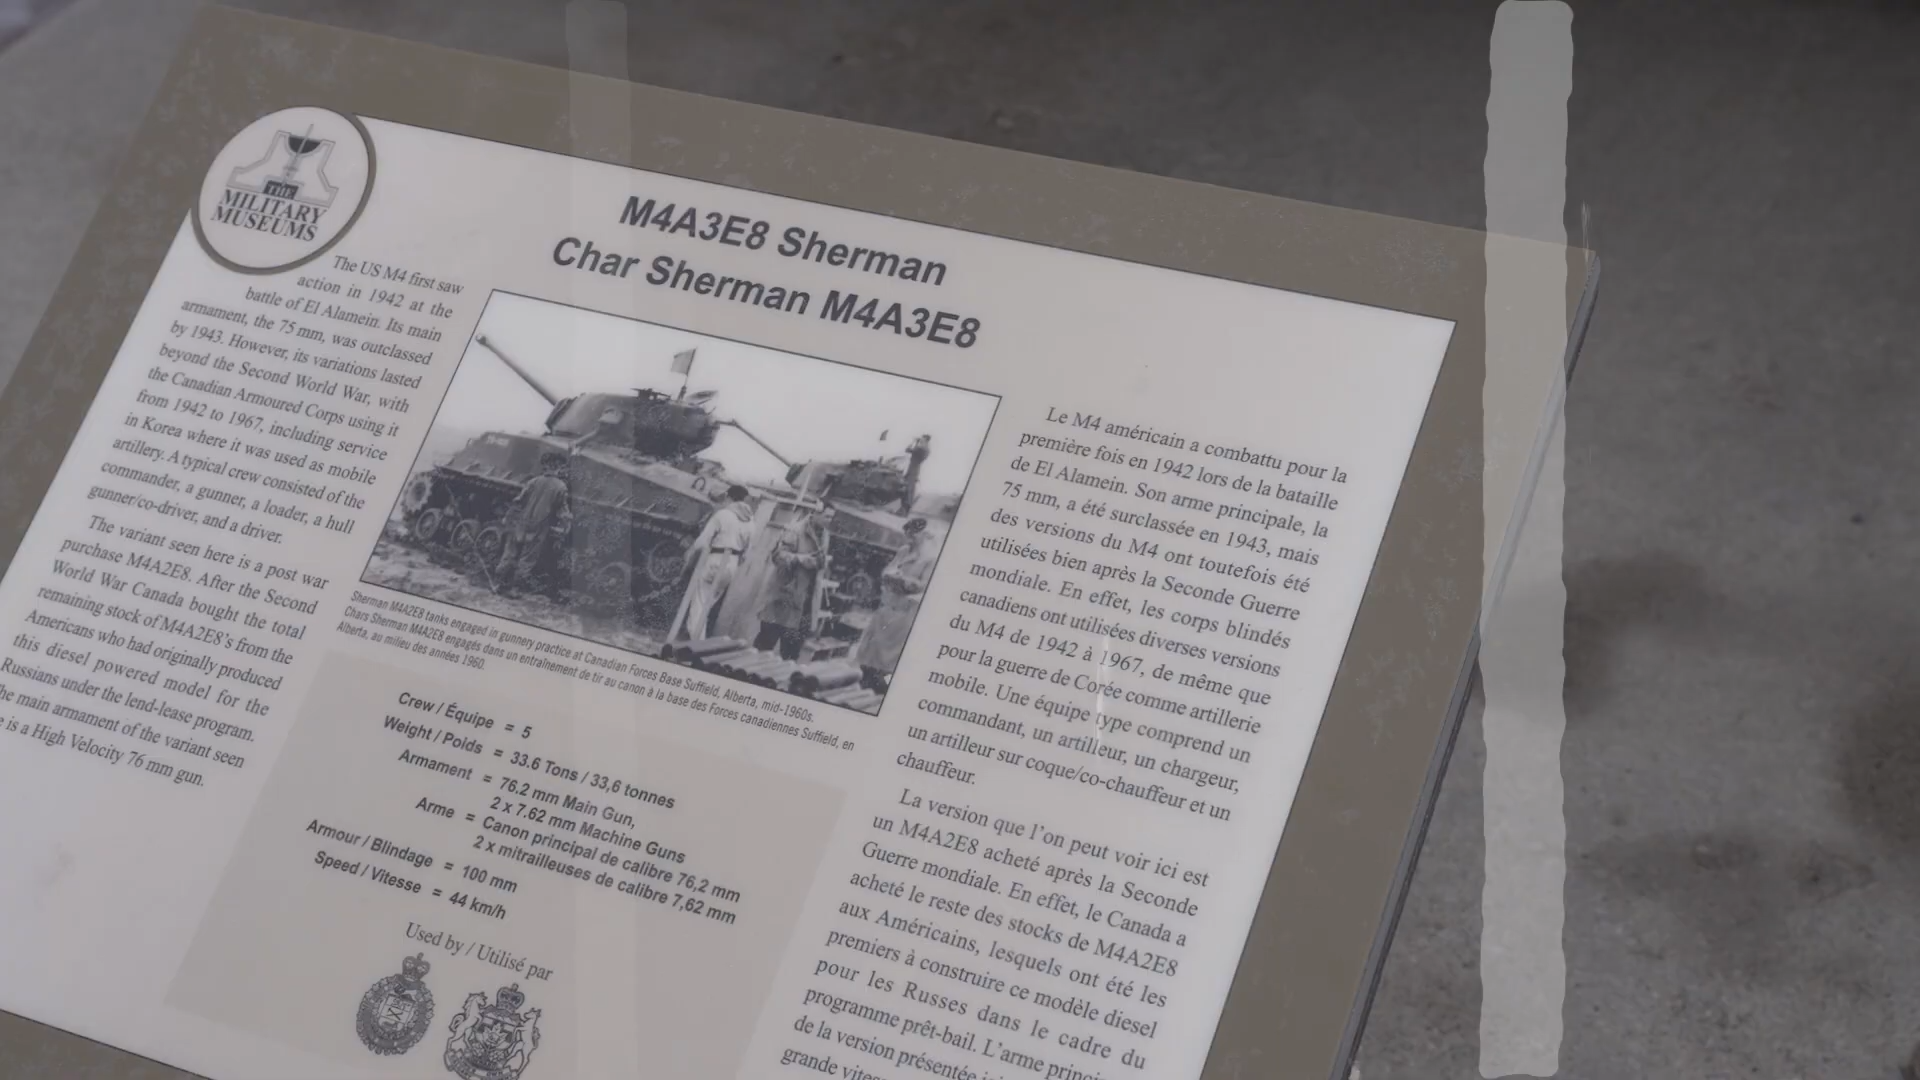 THE
MILITARY
MUSEUMS
M4A3E8 Sherman
Char Sherman M4A3E8
The US M4 first saw
action in 1942 at the
battle of El Alamein. Its main
armament, the 75 mm, was outclassed
by 1943. However, its variations lasted
beyond the Second World War, with
the Canadian Armoured Corps using it
from 1942 to 1967, including service
in Korea where it was used as mobile
artillery. A typical crew consisted of the
commander, a gunner, a loader, a hull
gunner/co-driver, and a driver.
The variant seen here is a post war
purchase M4A2E8. After the Second
World War Canada bought the total
remaining stock of M4A2E8's from the
Americans who had originally produced
this diesel powered model for the
Russians under the lend-lease program.
The main armament of the variant seen
is a High Velocity 76 mm gun.
Sherman M4A2E8 tanks engaged in gunnery practice at Canadian Forces Base Suffield, Alberta, mid-1960s.
Chars Sherman M4A2E8 engagés dans un entraînement de tir au canon à la base des Forces canadiennes Suffield, en
Alberta, au milieu des années 1960.
Crew / Équipe = 5
Weight / Poids = 33.6 Tons / 33,6 tonnes
Armament = 76.2 mm Main Gun,
2 x 7.62 mm Machine Guns
Arme = Canon principal de calibre 76,2 mm
2 x mitrailleuses de calibre 7,62 mm
Armour / Blindage = 100 mm
Speed / Vitesse = 44 km/h
Used by / Utilisé par
Le M4 américain a combattu pour la
première fois en 1942 lors de la bataille
de El Alamein. Son arme principale, la
75 mm, a été surclassée en 1943, mais
des versions du M4 ont toutefois été
utilisées bien après la Seconde Guerre
mondiale. En effet, les corps blindés
canadiens ont utilisées diverses versions
du M4 de 1942 à 1967, de même que
pour la guerre de Corée comme artillerie
mobile. Une équipe type comprend un
commandant, un artilleur, un chargeur,
un artilleur sur coque/co-chauffeur et un
chauffeur.
La version que l'on peut voir ici est
un M4A2E8 acheté après la Seconde
Guerre mondiale. En effet, le Canada a
acheté le reste des stocks de M4A2E8
aux Américains, lesquels ont été les
premiers à construire ce modèle diesel
pour les Russes dans le cadre du
programme prêt-bail. L'arme
de la version présentée
grande